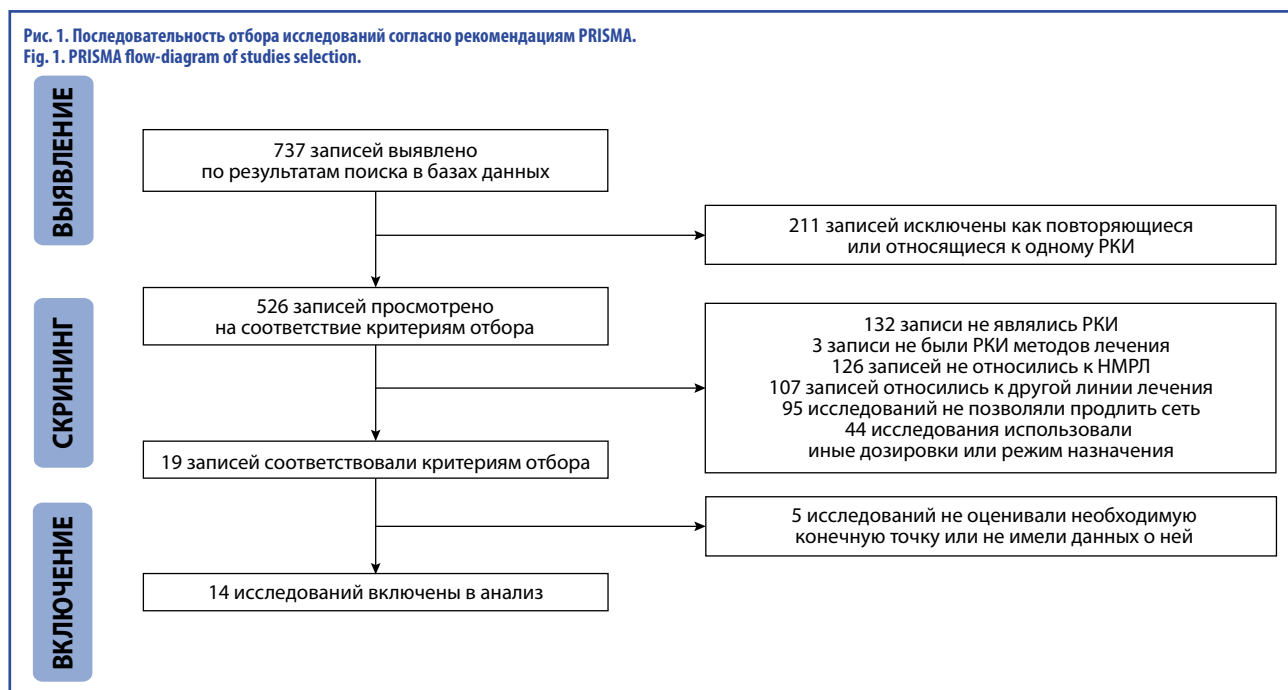 Рис. 1. Последовательность отбора исследований согласно рекомендациям PRISMA.
Fig. 1. PRISMA flow-diagram of studies selection.
ВЫЯВЛЕНИЕ
737 записей выявлено
по результатам поиска в базах данных
211 записей исключены как повторяющиеся
или относящиеся к одному РКИ
СКРИНИНГ
526 записей просмотрено
на соответствие критериям отбора
132 записи не являлись РКИ
3 записи не были РКИ методов лечения
126 записей не относились к НМРЛ
107 записей относились к другой линии лечения
95 исследований не позволяли продлить сеть
44 исследования использовали
иные дозировки или режим назначения
19 записей соответствовали критериям отбора
ВКЛЮЧЕНИЕ
5 исследований не оценивали необходимую
конечную точку или не имели данных о ней
14 исследований включены в анализ